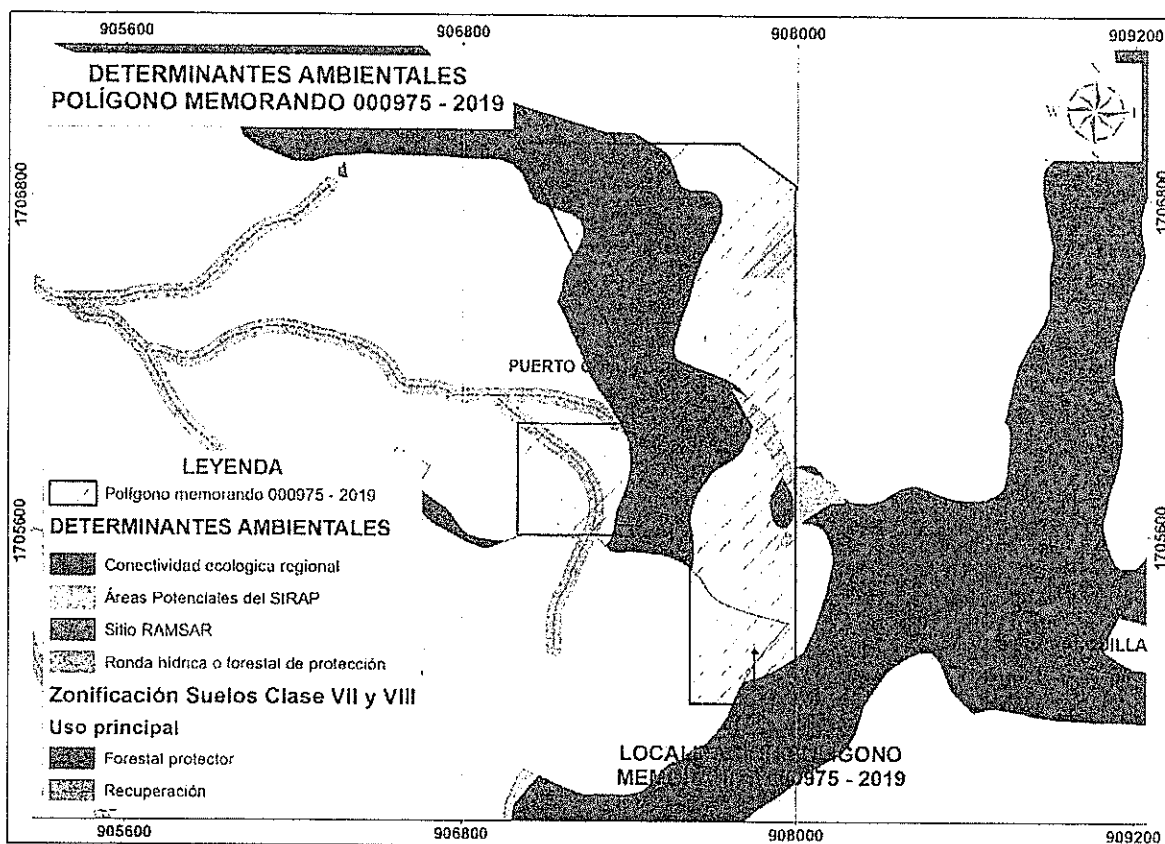 905600 906800 908000 909200
DETERMINANTES AMBIENTALES
POLÍGONO MEMORANDO 000975 - 2019
W
1706800
1706800
PUERTO
LEYENDA
Polígono memorando 000975 - 2019
DETERMINANTES AMBIENTALES
1705600
1705600
Conectividad ecologica regional
Áreas Potenciales del SIRAP
Sitio RAMSAR
Ronda hídrica o forestal de protección
UILLA
Zonificación Suelos Clase VII y VIII
Uso principal
Forestal protector
Recuperación
905600 906800 908000 909200